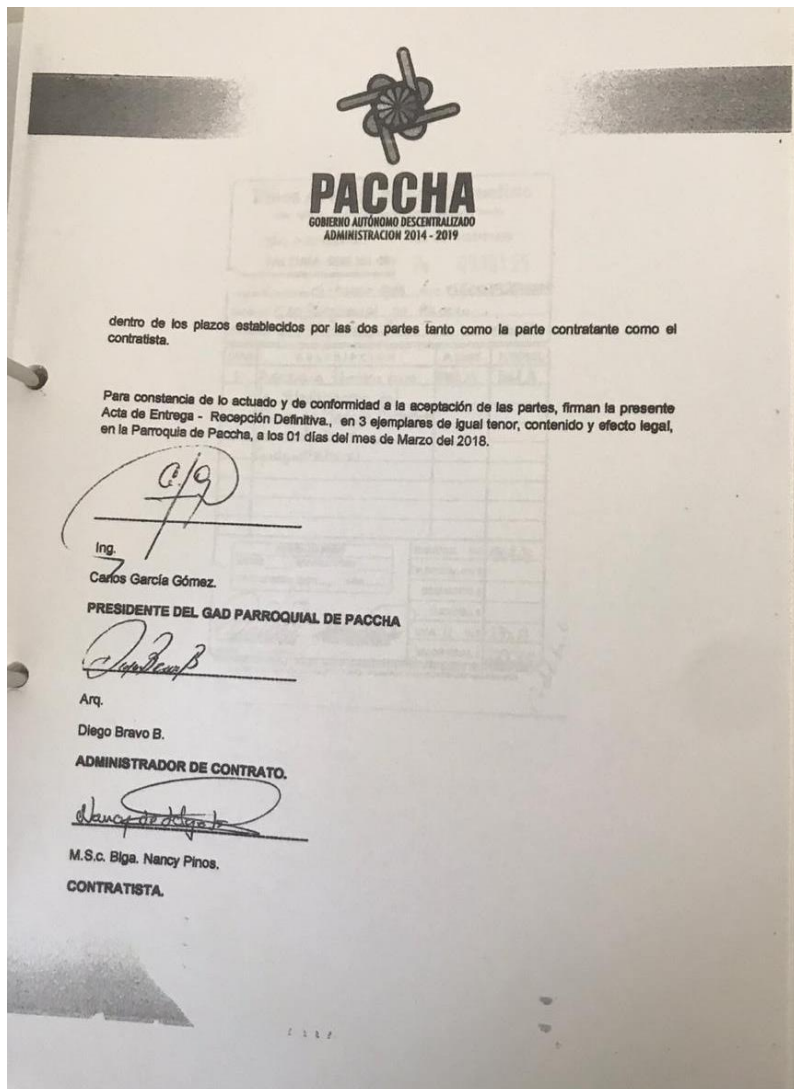 PACCHA
GOBIERNO AUTÓNOMO DESCENTRALIZADO
ADMINISTRACION 2014 - 2019
dentro de los plazos establecidos por las dos partes tanto como la parte contratante como el
contratista.
Para constancia de lo actuado y de conformidad a la aceptación de las partes, firman la presente
Acta de Entrega - Recepción Definitiva., en 3 ejemplares de igual tenor, contenido y efecto legal,
en la Parroquia de Paccha, a los 01 días del mes de Marzo del 2018.
Ing.
Carlos García Gómez.
PRESIDENTE DEL GAD PARROQUIAL DE PACCHA
Arq.
Diego Bravo B.
ADMINISTRADOR DE CONTRATO.
Nancy de
M.S.c. Blga. Nancy Pinos.
CONTRATISTA.